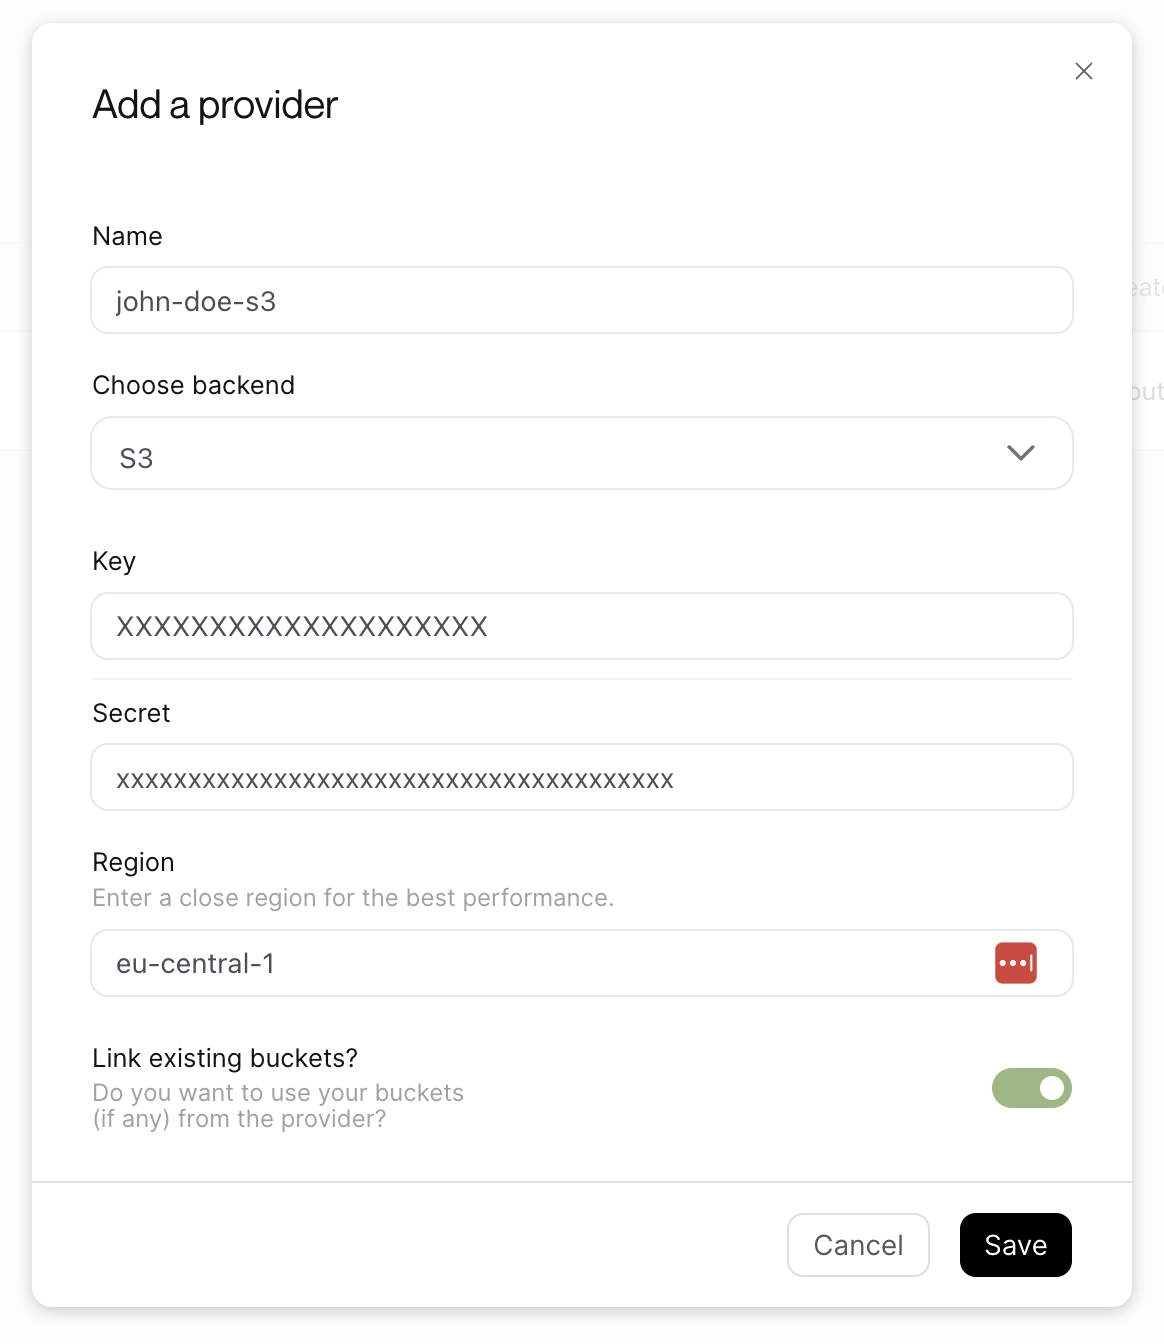 Add a provider
Name
john-doe-s3
Choose backend
S3
Key
XXXXXXXXXXXXXXXXXXXX
Secret
xxxxxxxxxxxxxxxxxxxxxxxxxxxxxxxxxxxxxxx
Region
Enter a close region for the best performance.
eu-central-1
Link existing buckets?
Do you want to use your buckets
(if any) from the provider?
Cancel
Save